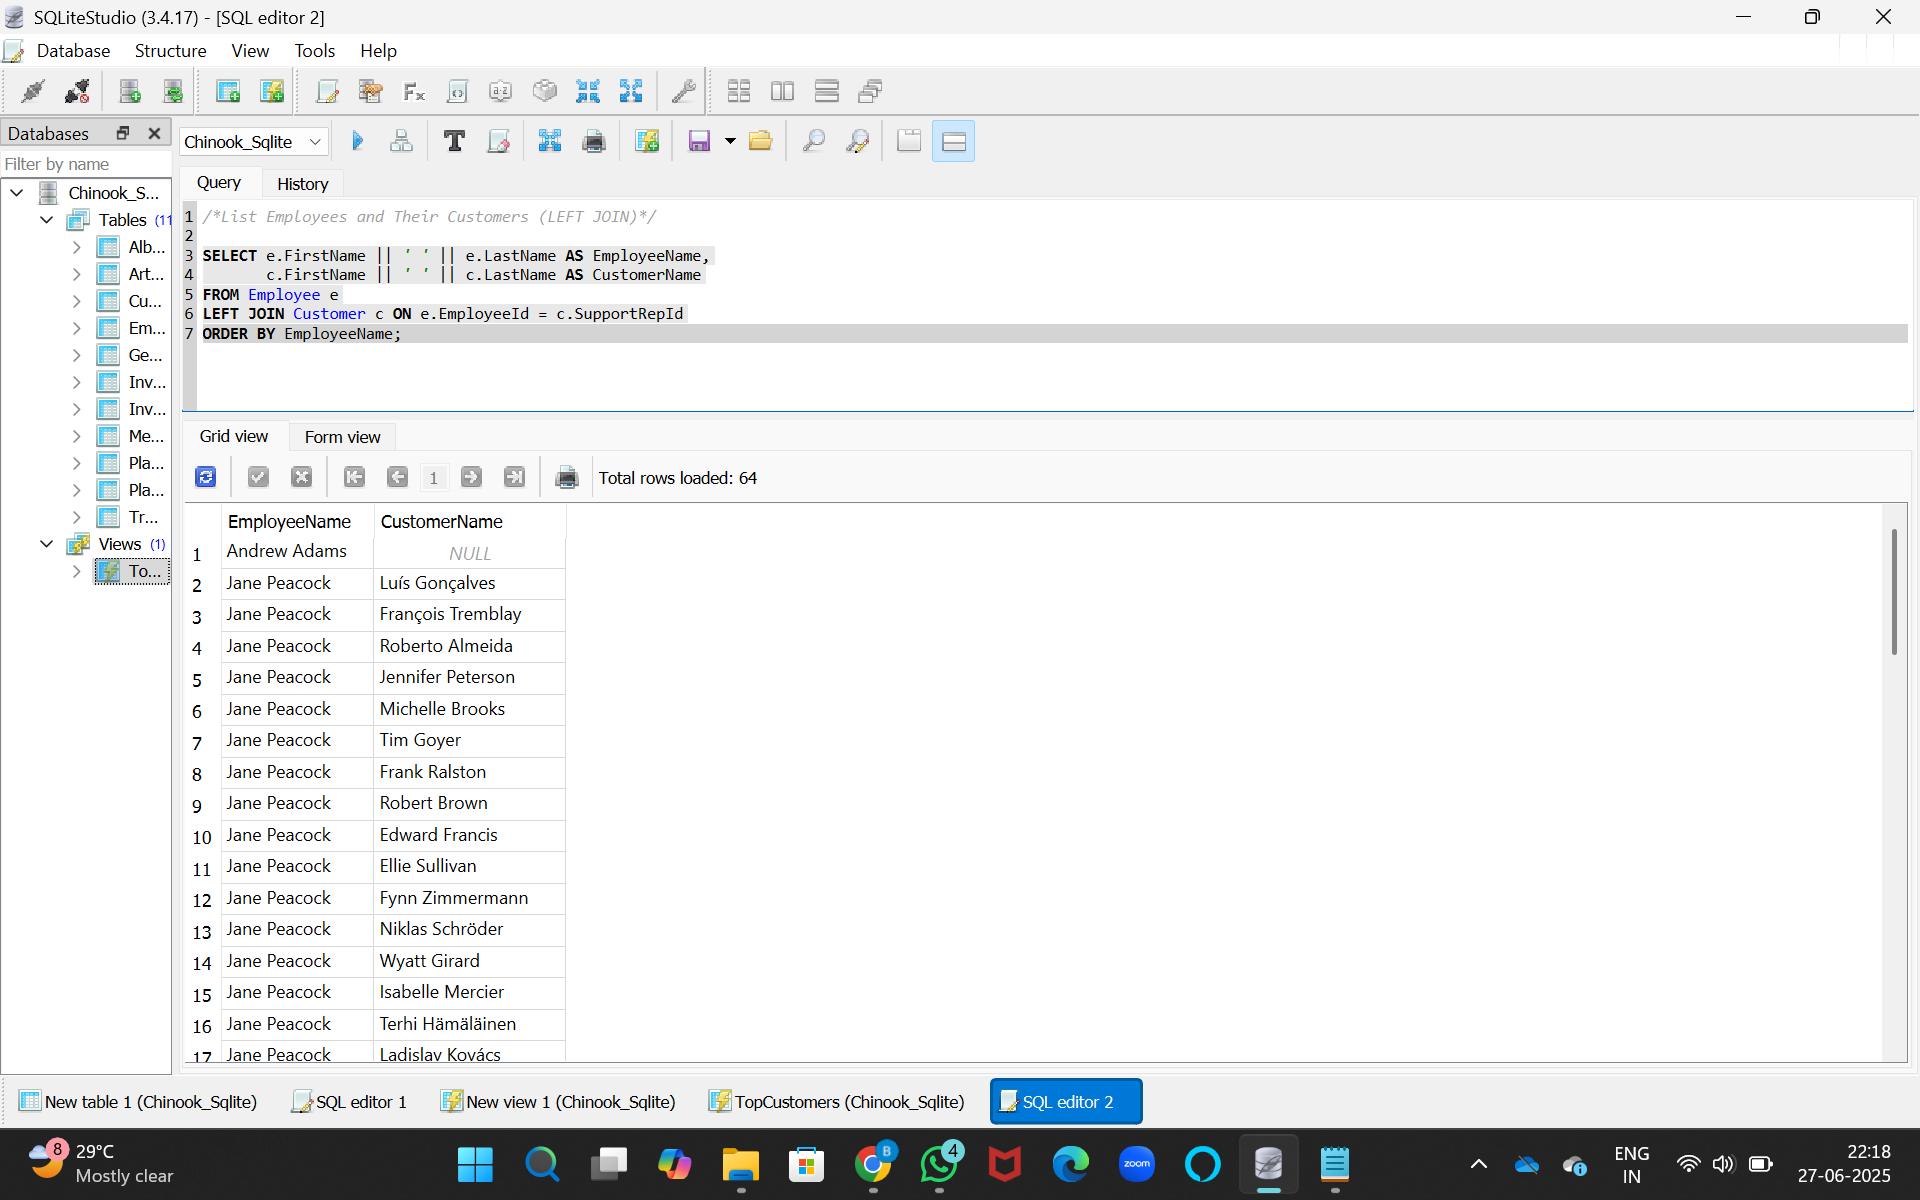 SQLiteStudio (3.4.17) - [SQL editor 2]
Database Structure View Tools Help
Databases
Filter by name
Chinook_S...
Tables (11
Alb...
Art...
Cu...
Em...
Ge...
Inv...
Inv...
Me...
Pla...
Pla...
Tr...
Views (1)
To...
Chinook_Sqlite
Query History
1 /*List Employees and Their Customers (LEFT JOIN)*/
2
3 SELECT e.FirstName || ' ' || e.LastName AS EmployeeName,
4 c.FirstName || ' ' || c.LastName AS CustomerName
5 FROM Employee e
6 LEFT JOIN Customer c ON e.EmployeeId = c.SupportRepId
7 ORDER BY EmployeeName;
Grid view Form view
1 Total rows loaded: 64
EmployeeName CustomerName
1 Andrew Adams NULL
2 Jane Peacock Luís Gonçalves
3 Jane Peacock François Tremblay
4 Jane Peacock Roberto Almeida
5 Jane Peacock Jennifer Peterson
6 Jane Peacock Michelle Brooks
7 Jane Peacock Tim Goyer
8 Jane Peacock Frank Ralston
9 Jane Peacock Robert Brown
10 Jane Peacock Edward Francis
11 Jane Peacock Ellie Sullivan
12 Jane Peacock Fynn Zimmermann
13 Jane Peacock Niklas Schröder
14 Jane Peacock Wyatt Girard
15 Jane Peacock Isabelle Mercier
16 Jane Peacock Terhi Hämäläinen
17 Jane Peacock Ladislav Kovács
New table 1 (Chinook_Sqlite) SQL editor 1 New view 1 (Chinook_Sqlite) TopCustomers (Chinook_Sqlite) SQL editor 2
8
29°C
Mostly clear
B
4
zoom
ENG
IN
22:18
27-06-2025